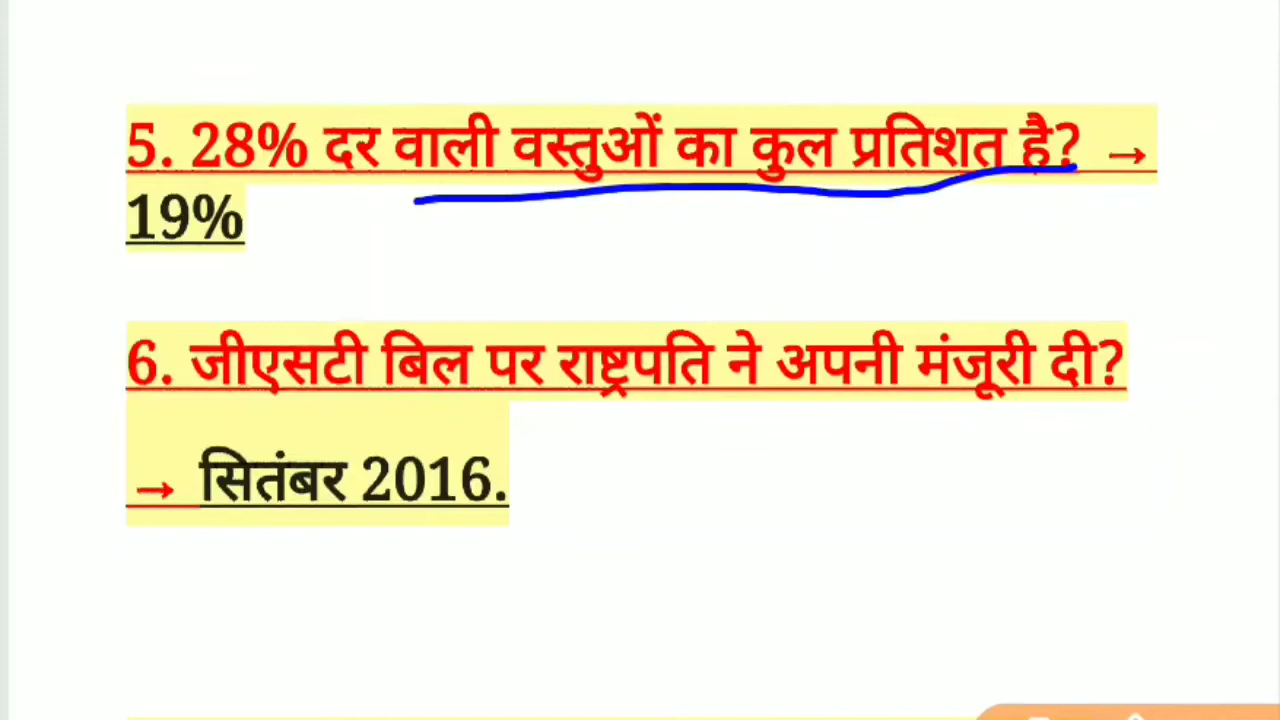 5. 28% दर वाली वस्तुओं का कुल प्रतिशत है? →
19%
6. जीएसटी बिल पर राष्ट्रपति ने अपनी मंजूरी दी?
→ सितंबर 2016.